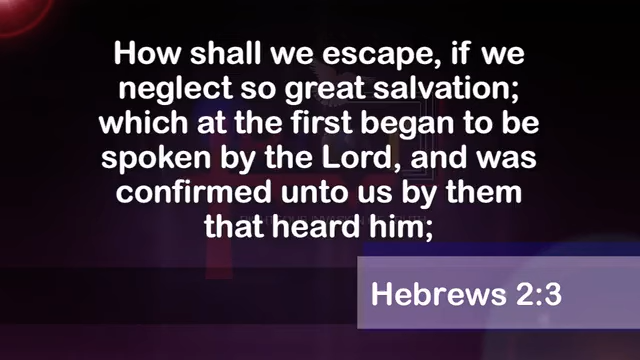 How shall we escape, if we
neglect so great salvation;
which at the first began to be
spoken by the Lord, and was
confirmed unto us by them
that heard him;
Hebrews 2:3